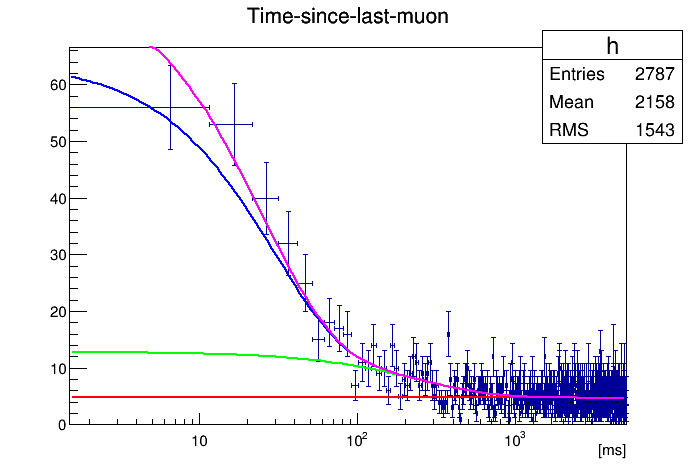 Time-since-last-muon
h
Entries 2787
Mean 2158
RMS 1543
60
50
40
30
20
10
0
10 10² 10³
[ms]